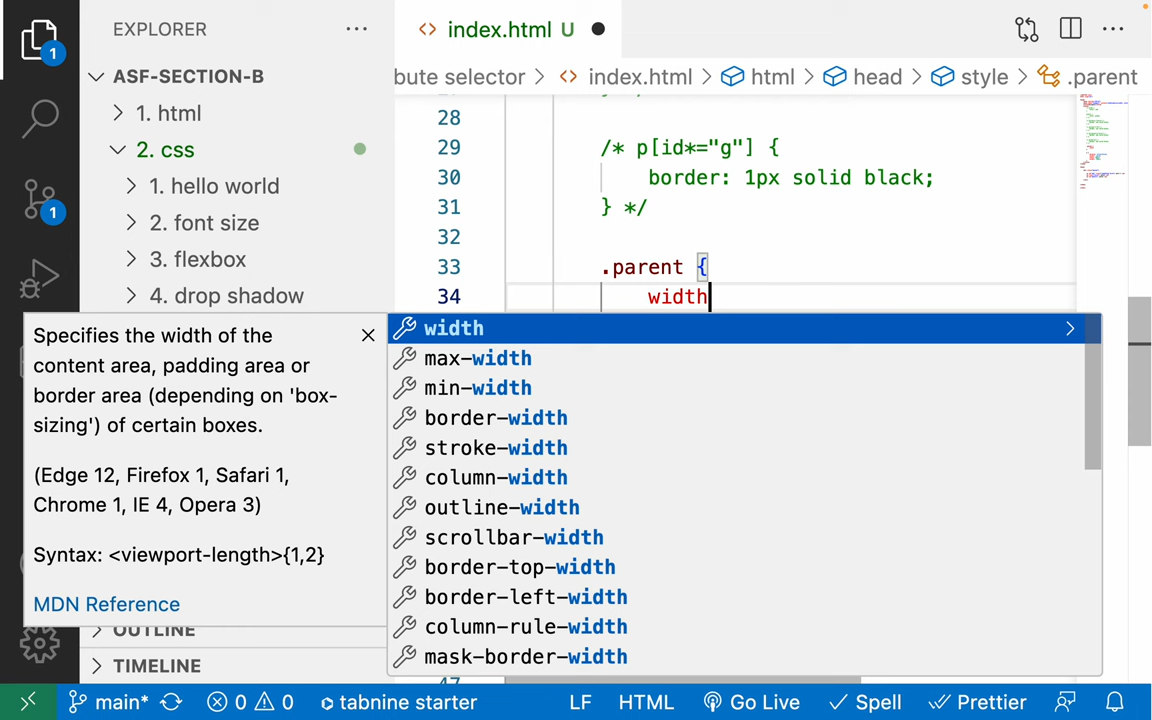 EXPLORER
index.html U
ASF-SECTION-B
bute selector > index.html > html > head > style > .parent
1
1. html
2. css
1. hello world
2. font size
3. flexbox
4. drop shadow
1
28
29 /* p[id*="g"] {
30 border: 1px solid black;
31 } */
32
33 .parent {
34 width
Specifies the width of the
content area, padding area or
border area (depending on 'box-
sizing') of certain boxes.
(Edge 12, Firefox 1, Safari 1,
Chrome 1, IE 4, Opera 3)
Syntax: <viewport-length>{1,2}
MDN Reference
width
max-width
min-width
border-width
stroke-width
column-width
outline-width
scrollbar-width
border-top-width
border-left-width
column-rule-width
mask-border-width
OUTLINE
TIMELINE
47
main* 0 0 tabnine starter LF HTML Go Live Spell Prettier